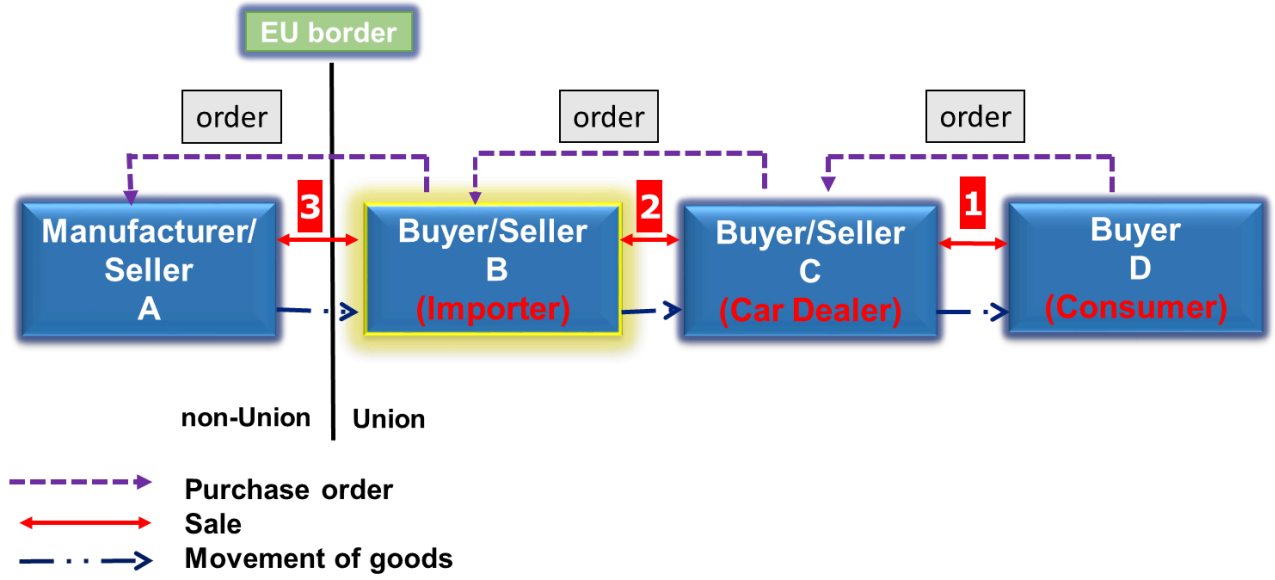 EU border
order
order
order
3
2
1
Manufacturer/
Seller
A
Buyer/Seller
B
(Importer)
Buyer/Seller
C
(Car Dealer)
Buyer
D
(Consumer)
non-Union
Union
Purchase order
Sale
Movement of goods